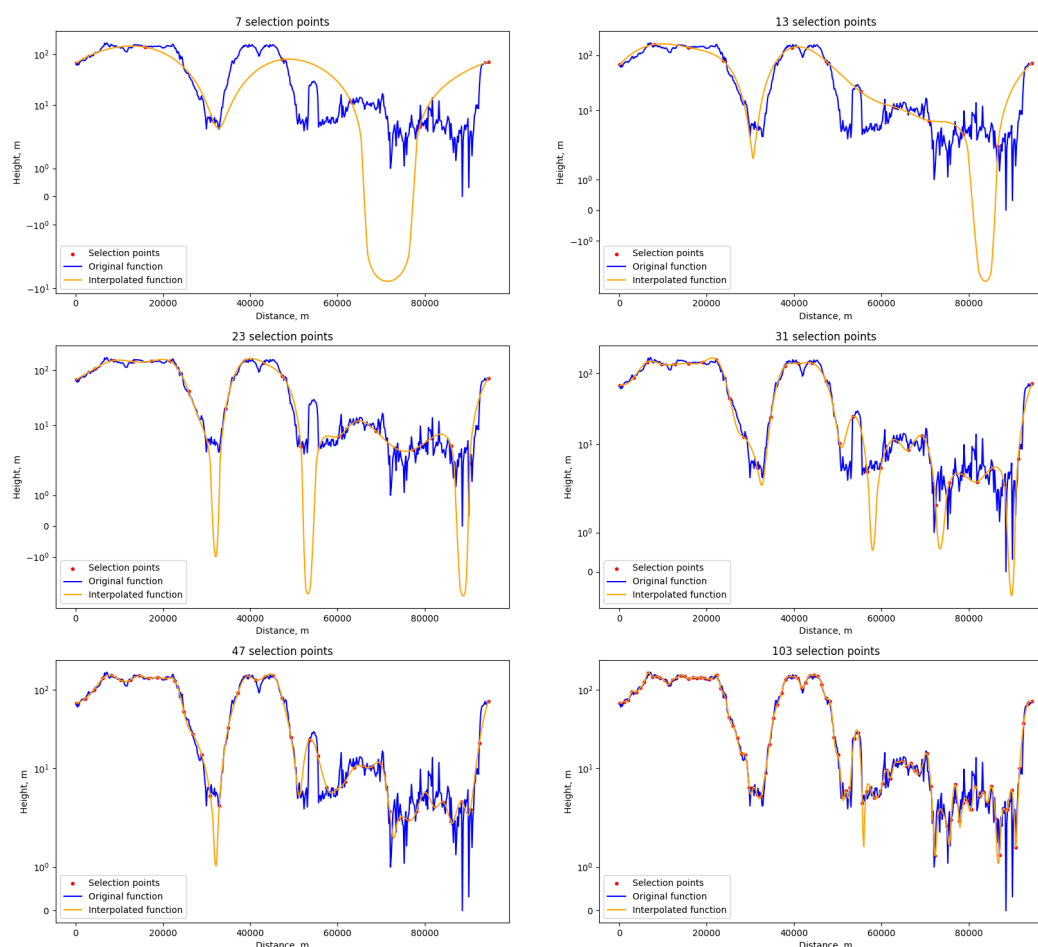 7 selection points
10²
10¹
10⁰
0
−10⁰
−10¹
Height, m
Selection points
Original function
Interpolated function
0 20000 40000 60000 80000
Distance, m
13 selection points
10²
10¹
10⁰
0
−10⁰
Height, m
Selection points
Original function
Interpolated function
0 20000 40000 60000 80000
Distance, m
23 selection points
10²
10¹
10⁰
0
−10⁰
Height, m
Selection points
Original function
Interpolated function
0 20000 40000 60000 80000
Distance, m
31 selection points
10²
10¹
10⁰
0
Height, m
Selection points
Original function
Interpolated function
0 20000 40000 60000 80000
Distance, m
47 selection points
10²
10¹
10⁰
0
Height, m
Selection points
Original function
Interpolated function
0 20000 40000 60000 80000
Distance, m
103 selection points
10²
10¹
10⁰
0
Height, m
Selection points
Original function
Interpolated function
0 20000 40000 60000 80000
Distance, m